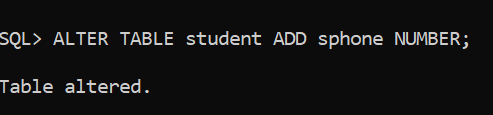 SQL> ALTER TABLE student ADD sphone NUMBER;
Table altered.